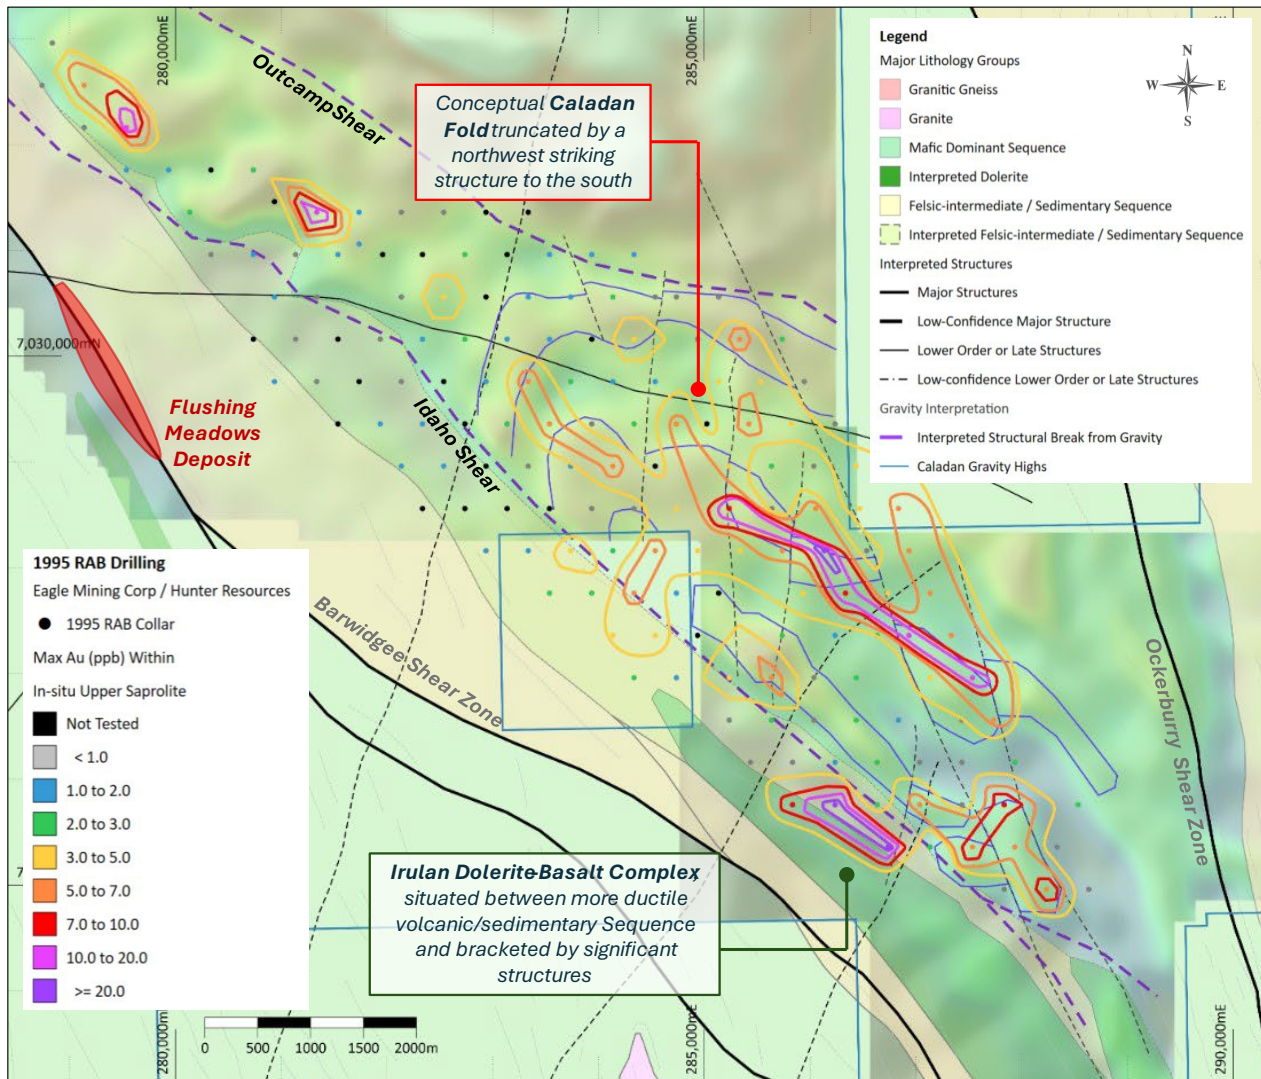 280,000mE
285,000mE
Outcamp Shear
Conceptual Caladan
Fold truncated by a
northwest striking
structure to the south
Legend
Major Lithology Groups
Granitic Gneiss
Granite
Mafic Dominant Sequence
Interpreted Dolerite
Felsic-intermediate / Sedimentary Sequence
Interpreted Felsic-intermediate / Sedimentary Sequence
Interpreted Structures
Major Structures
Low-Confidence Major Structure
Lower Order or Late Structures
Low-confidence Lower Order or Late Structures
Gravity Interpretation
Interpreted Structural Break from Gravity
Caladan Gravity Highs
N
W E
S
7,030,000mN
Flushing
Meadows
Deposit
Idaho Shear
1995 RAB Drilling
Eagle Mining Corp / Hunter Resources
1995 RAB Collar
Max Au (ppb) Within
In-situ Upper Saprolite
Not Tested
< 1.0
1.0 to 2.0
2.0 to 3.0
3.0 to 5.0
5.0 to 7.0
7.0 to 10.0
10.0 to 20.0
>= 20.0
Barwidgee Shear Zone
Ockerburry Shear Zone
Irulan Dolerite-Basalt Complex
situated between more ductile
volcanic/sedimentary Sequence
and bracketed by significant
structures
0 500 1000 1500 2000m
280,000mE
285,000mE
290,000mE